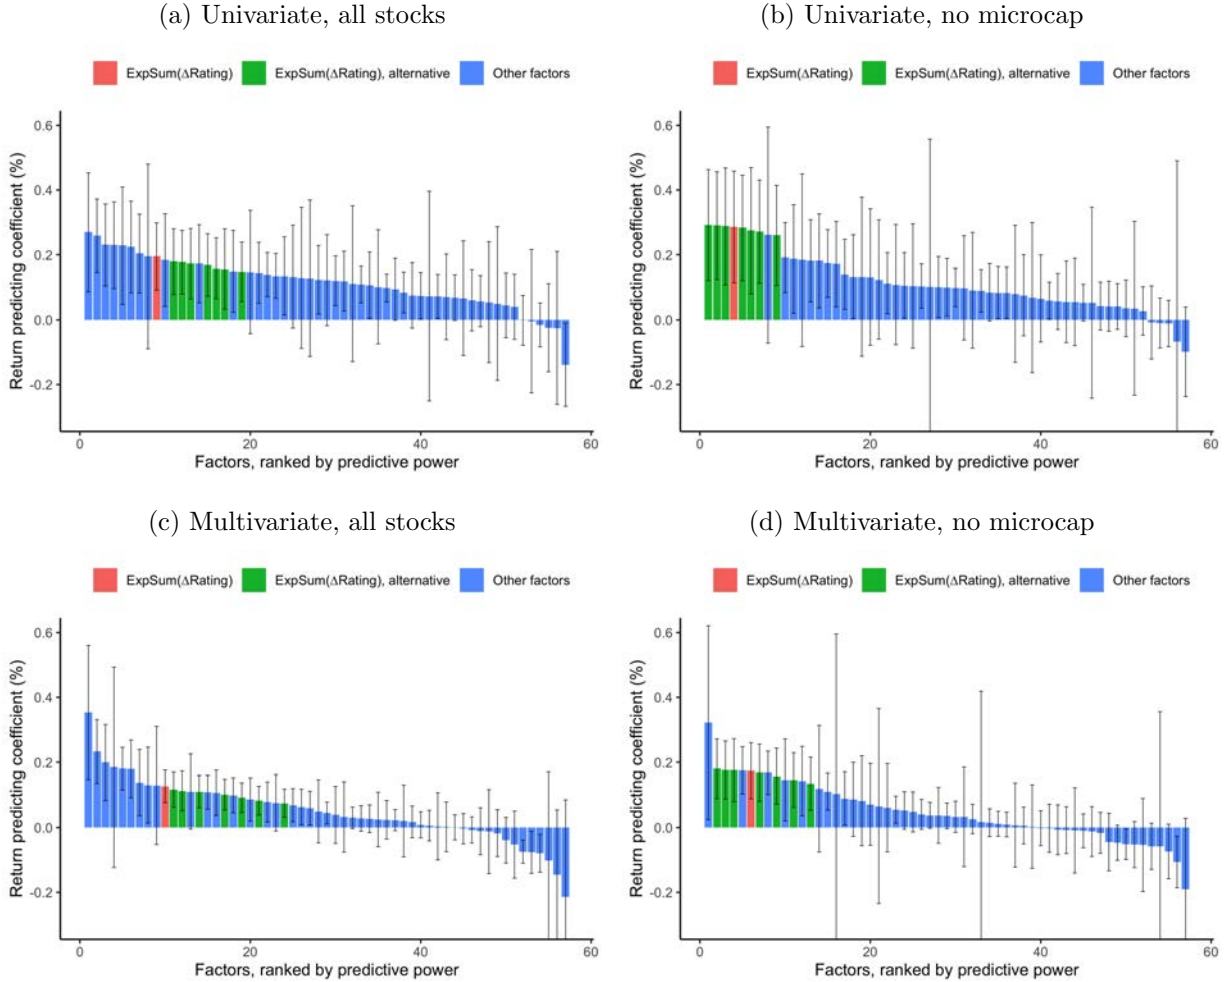 (a) Univariate, all stocks
(b) Univariate, no microcap
ExpSum(ΔRating) ExpSum(ΔRating), alternative Other factors
ExpSum(ΔRating) ExpSum(ΔRating), alternative Other factors
Return predicting coefficient (%)
0.6
0.4
0.2
0.0
-0.2
0 20 40 60
Factors, ranked by predictive power
Return predicting coefficient (%)
0.6
0.4
0.2
0.0
-0.2
0 20 40 60
Factors, ranked by predictive power
(c) Multivariate, all stocks
(d) Multivariate, no microcap
ExpSum(ΔRating) ExpSum(ΔRating), alternative Other factors
ExpSum(ΔRating) ExpSum(ΔRating), alternative Other factors
Return predicting coefficient (%)
0.6
0.4
0.2
0.0
-0.2
0 20 40 60
Factors, ranked by predictive power
Return predicting coefficient (%)
0.6
0.4
0.2
0.0
-0.2
0 20 40 60
Factors, ranked by predictive power